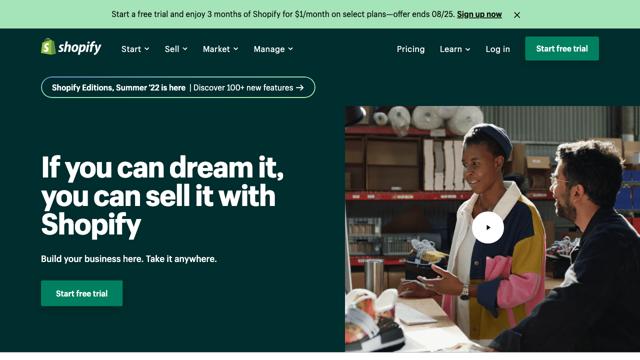 Start a free trial and enjoy 3 months of Shopify for $1/month on select plans—offer ends 08/25. Sign up now
shopify Start Sell Market Manage Pricing Learn Log in Start free trial
Shopify Editions, Summer '22 is here | Discover 100+ new features →
If you can dream it,
you can sell it with
Shopify
Build your business here. Take it anywhere.
Start free trial